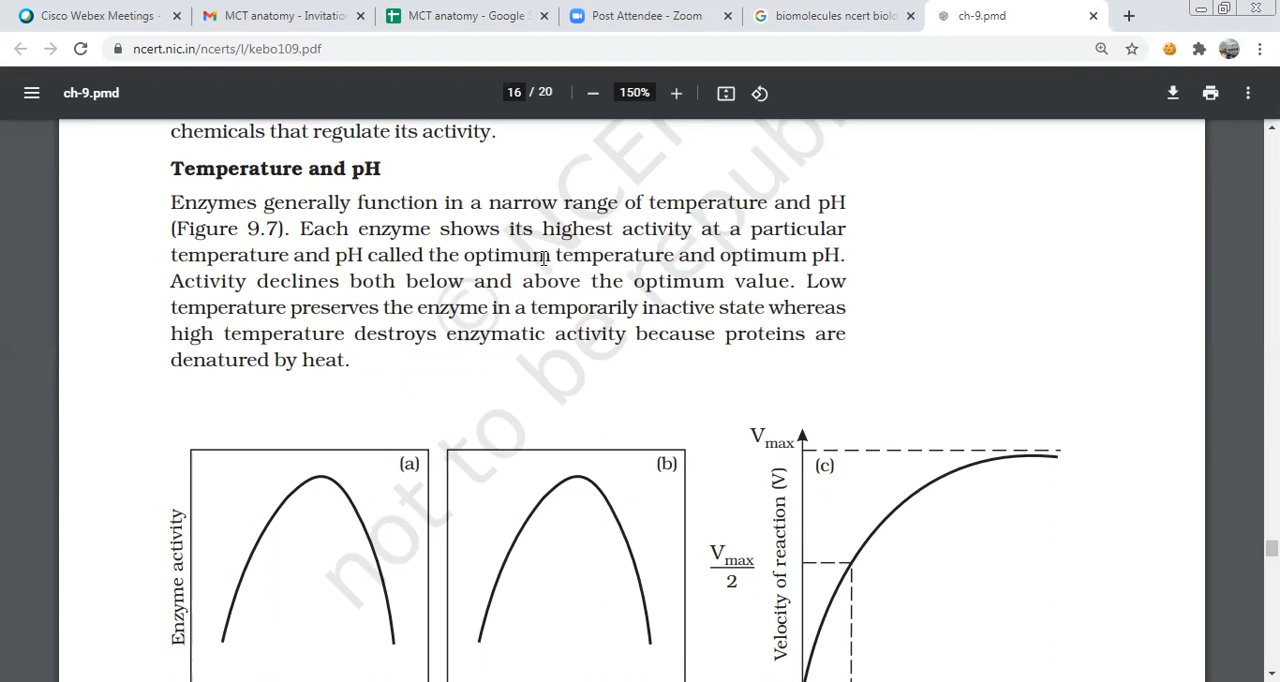 Cisco Webex Meetings -
MCT anatomy - Invitatio
MCT anatomy - Google S
Post Attendee - Zoom
biomolecules ncert biolo
ch-9.pmd
ncert.nic.in/ncerts/l/kebo109.pdf
ch-9.pmd
16 / 20
150%
chemicals that regulate its activity.
Temperature and pH
Enzymes generally function in a narrow range of temperature and pH
(Figure 9.7). Each enzyme shows its highest activity at a particular
temperature and pH called the optimum temperature and optimum pH.
Activity declines both below and above the optimum value. Low
temperature preserves the enzyme in a temporarily inactive state whereas
high temperature destroys enzymatic activity because proteins are
denatured by heat.
© NCERT
not to be republi
Enzyme activity
(a)
(b)
Vmax
(c)
Vmax
2
Velocity of reaction (V)